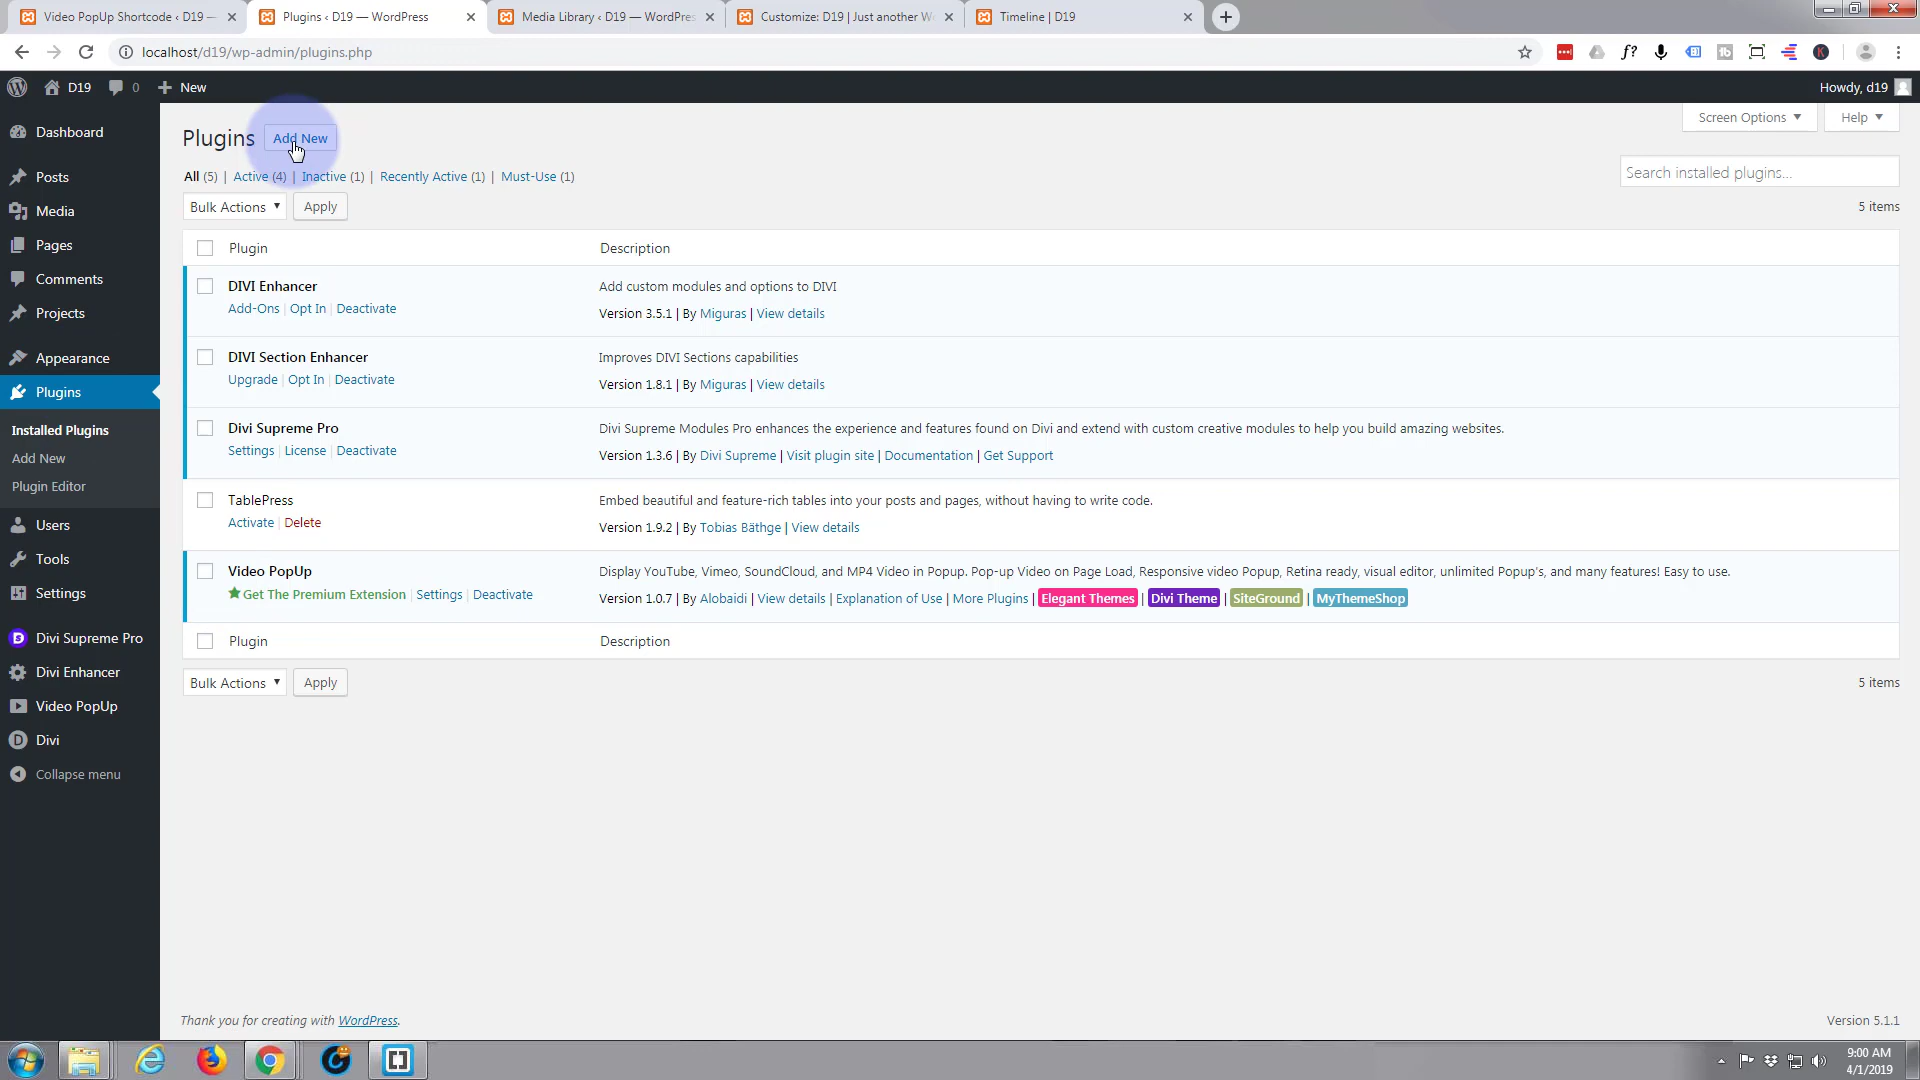 Video PopUp Shortcode ‹ D19 —
Plugins ‹ D19 — WordPress
Media Library ‹ D19 — WordPres
Customize: D19 | Just another W
Timeline | D19
localhost/d19/wp-admin/plugins.php
D19
0
New
Howdy, d19
Dashboard
Posts
Media
Pages
Comments
Projects
Appearance
Plugins
Installed Plugins
Add New
Plugin Editor
Users
Tools
Settings
Divi Supreme Pro
Divi Enhancer
Video PopUp
Divi
Collapse menu
Plugins Add New
Screen Options
Help
All (5) | Active (4) | Inactive (1) | Recently Active (1) | Must-Use (1)
Search installed plugins...
Bulk Actions
Apply
5 items
Plugin
Description
DIVI Enhancer
Add-Ons | Opt In | Deactivate
Add custom modules and options to DIVI
Version 3.5.1 | By Miguras | View details
DIVI Section Enhancer
Upgrade | Opt In | Deactivate
Improves DIVI Sections capabilities
Version 1.8.1 | By Miguras | View details
Divi Supreme Pro
Settings | License | Deactivate
Divi Supreme Modules Pro enhances the experience and features found on Divi and extend with custom creative modules to help you build amazing websites.
Version 1.3.6 | By Divi Supreme | Visit plugin site | Documentation | Get Support
TablePress
Activate | Delete
Embed beautiful and feature-rich tables into your posts and pages, without having to write code.
Version 1.9.2 | By Tobias Bäthge | View details
Video PopUp
Get The Premium Extension | Settings | Deactivate
Display YouTube, Vimeo, SoundCloud, and MP4 Video in Popup. Pop-up Video on Page Load, Responsive video Popup, Retina ready, visual editor, unlimited Popup's, and many features! Easy to use.
Version 1.0.7 | By Alobaidi | View details | Explanation of Use | More Plugins | Elegant Themes | Divi Theme | SiteGround | MyThemeShop
Plugin
Description
Bulk Actions
Apply
5 items
Thank you for creating with WordPress.
Version 5.1.1
9:00 AM
4/1/2019